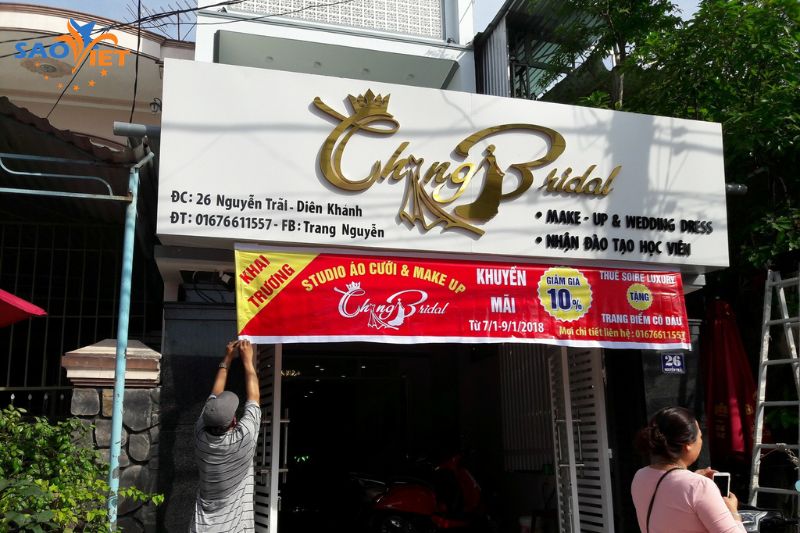 SAO VIỆT
Chang Bridal
ĐC: 26 Nguyễn Trãi - Diên Khánh
ĐT: 01676611557 - FB: Trang Nguyễn
• MAKE - UP & WEDDING DRESS
• NHẬN ĐÀO TẠO HỌC VIÊN
KHAI TRƯƠNG
STUDIO ÁO CƯỚI & MAKE UP
Chang Bridal
KHUYẾN
MÃI
Từ 7/1-9/1/2018
GIẢM GIÁ
10%
THUÊ SOIRE LUXURY
TẶNG
TRANG ĐIỂM CÔ DÂU
Mọi chi tiết liên hệ : 01676611557
26